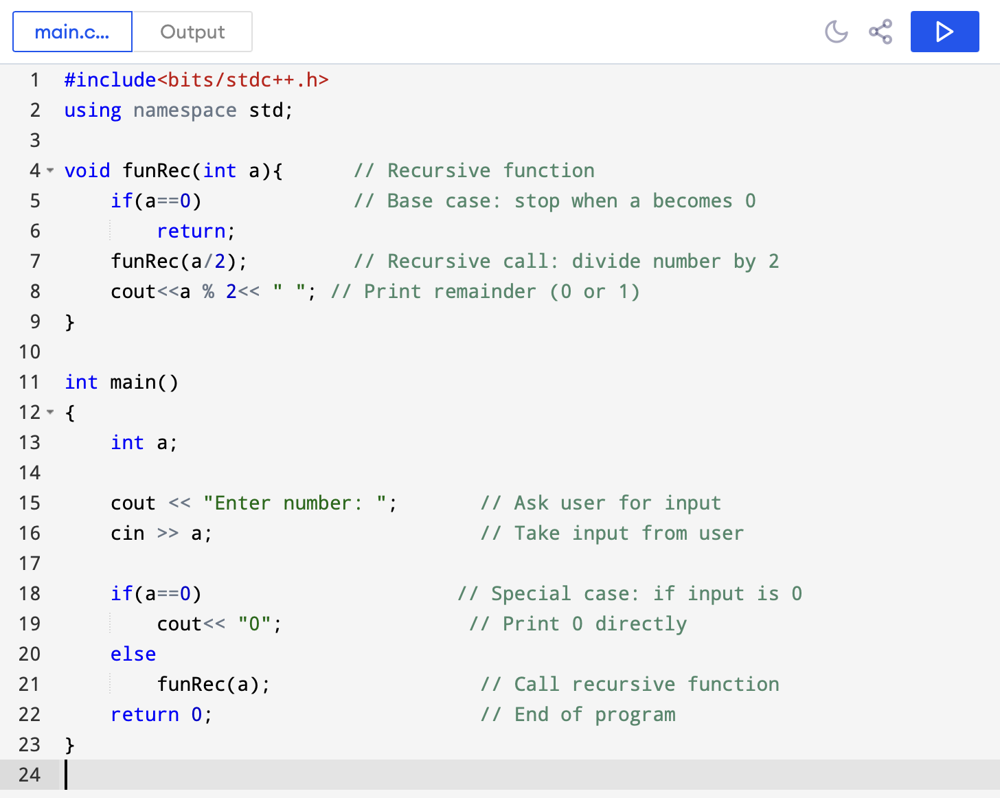 main.c... Output
1 #include<bits/stdc++.h>
2 using namespace std;
3
4 void funRec(int a){      // Recursive function
5     if(a==0)             // Base case: stop when a becomes 0
6         return;
7     funRec(a/2);         // Recursive call: divide number by 2
8     cout<<a % 2<< " "; // Print remainder (0 or 1)
9 }
10
11 int main()
12 {
13     int a;
14
15     cout << "Enter number: ";       // Ask user for input
16     cin >> a;                       // Take input from user
17
18     if(a==0)                      // Special case: if input is 0
19         cout<< "0";                // Print 0 directly
20     else
21         funRec(a);                  // Call recursive function
22     return 0;                       // End of program
23 }
24